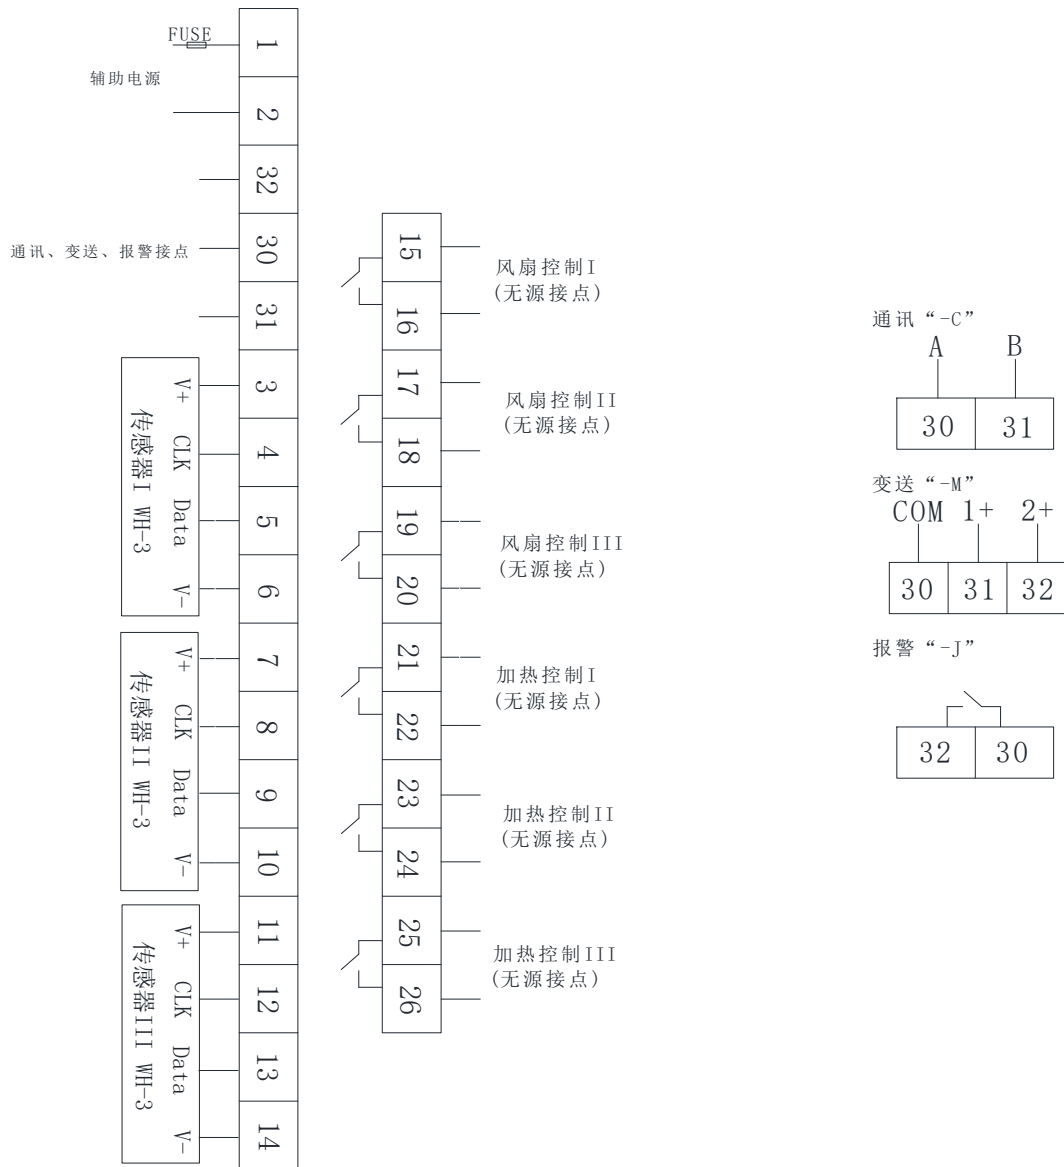 FUSE
辅助电源
1
2
32
30
31
通讯、变送、报警接点
3
4
5
6
7
8
9
10
11
12
13
14
V+ CLK Data V-
传感器I WH-3
V+ CLK Data V-
传感器II WH-3
V+ CLK Data V-
传感器III WH-3
15
16
17
18
19
20
21
22
23
24
25
26
风扇控制I
(无源接点)
风扇控制II
(无源接点)
风扇控制III
(无源接点)
加热控制I
(无源接点)
加热控制II
(无源接点)
加热控制III
(无源接点)
通讯“-C”
A B
30 31
变送“-M”
COM 1+ 2+
30 31 32
报警“-J”
32 30